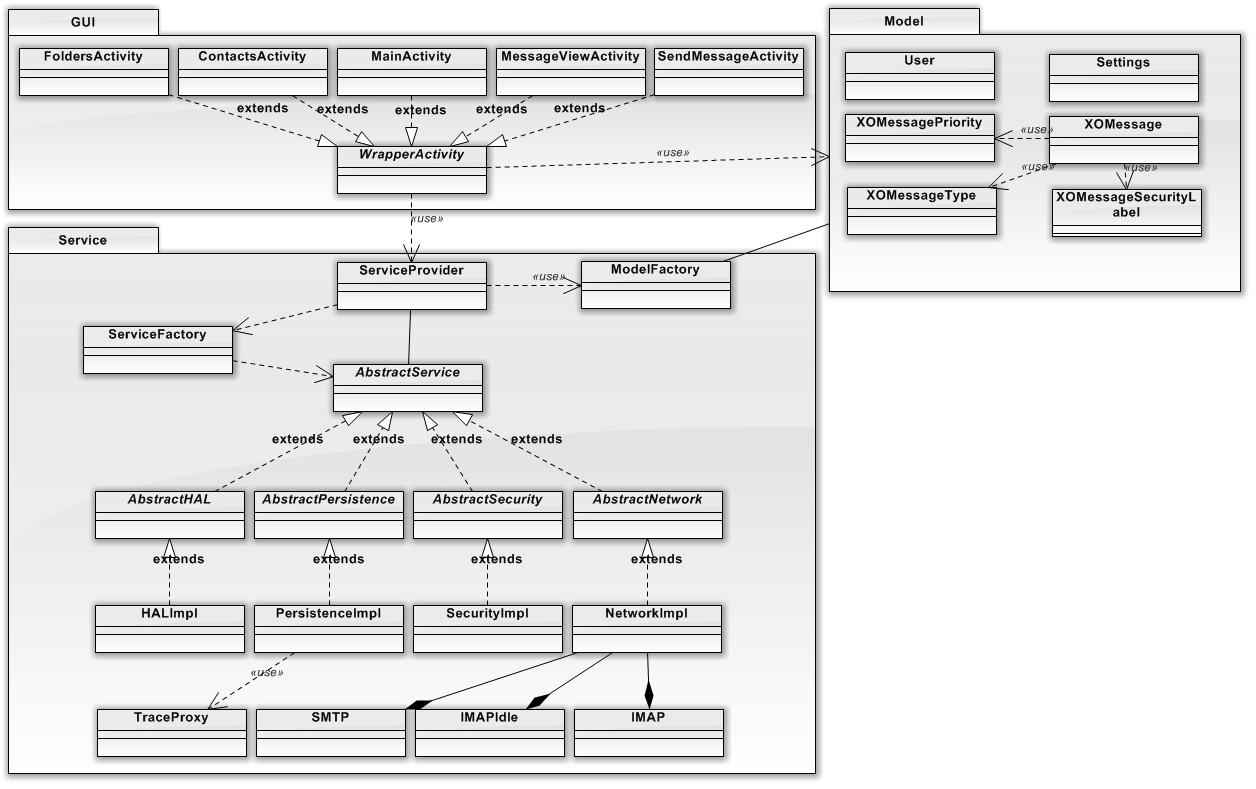 GUI
Model
FoldersActivity
ContactsActivity
MainActivity
MessageViewActivity
SendMessageActivity
User
Settings
extends
extends
extends
extends
extends
XOMessagePriority
«use»
XOMessage
WrapperActivity
«use»
«use»
«use»
XOMessageType
XOMessageSecurityL
abel
«use»
Service
ServiceProvider
«use»
ModelFactory
ServiceFactory
AbstractService
extends
extends
extends
extends
AbstractHAL
AbstractPersistence
AbstractSecurity
AbstractNetwork
extends
extends
extends
extends
HALImpl
PersistenceImpl
SecurityImpl
NetworkImpl
«use»
TraceProxy
SMTP
IMAPIdle
IMAP